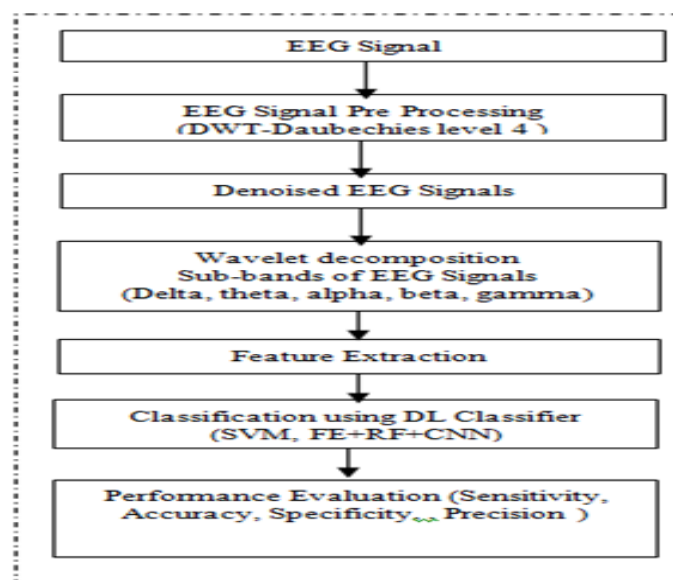 EEG Signal
EEG Signal Pre Processing
(DWT-Daubechies level 4 )
Denoised EEG Signals
Wavelet decomposition
Sub-bands of EEG Signals
(Delta, theta, alpha, beta, gamma)
Feature Extraction
Classification using DL Classifier
(SVM, FE+RF+CNN)
Performance Evaluation (Sensitivity,
Accuracy, Specificity, Precision )